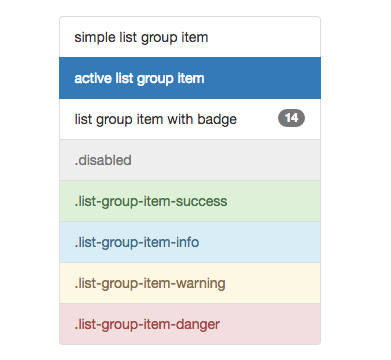 simple list group item
active list group item
list group item with badge 14
.disabled
.list-group-item-success
.list-group-item-info
.list-group-item-warning
.list-group-item-danger